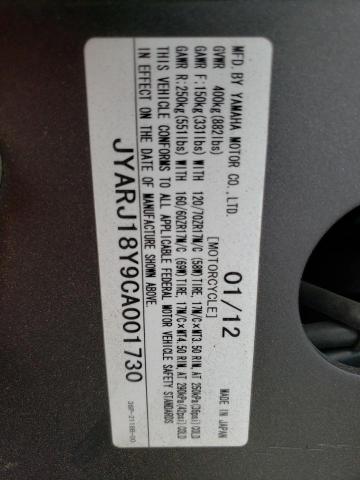 MFD. BY YAMAHA MOTOR CO., LTD. 01/12
GVWR 400kg(882lbs) [MOTORCYCLE] MADE IN JAPAN
GAWR F:150kg(331lbs) WITH 120/70ZR17M/C (58W) TIRE, 17M/C×MT3.50 RIM, AT 250kPa(36psi) COLD
GAWR R:250kg(551lbs) WITH 160/60ZR17M/C (69W) TIRE, 17M/C×MT4.50 RIM, AT 290kPa(42psi) COLD
THIS VEHICLE CONFORMS TO ALL APPLICABLE FEDERAL MOTOR VEHICLE SAFETY STANDARDS
IN EFFECT ON THE DATE OF MANUFACTURE SHOWN ABOVE.
JYARJ18Y9CA001730